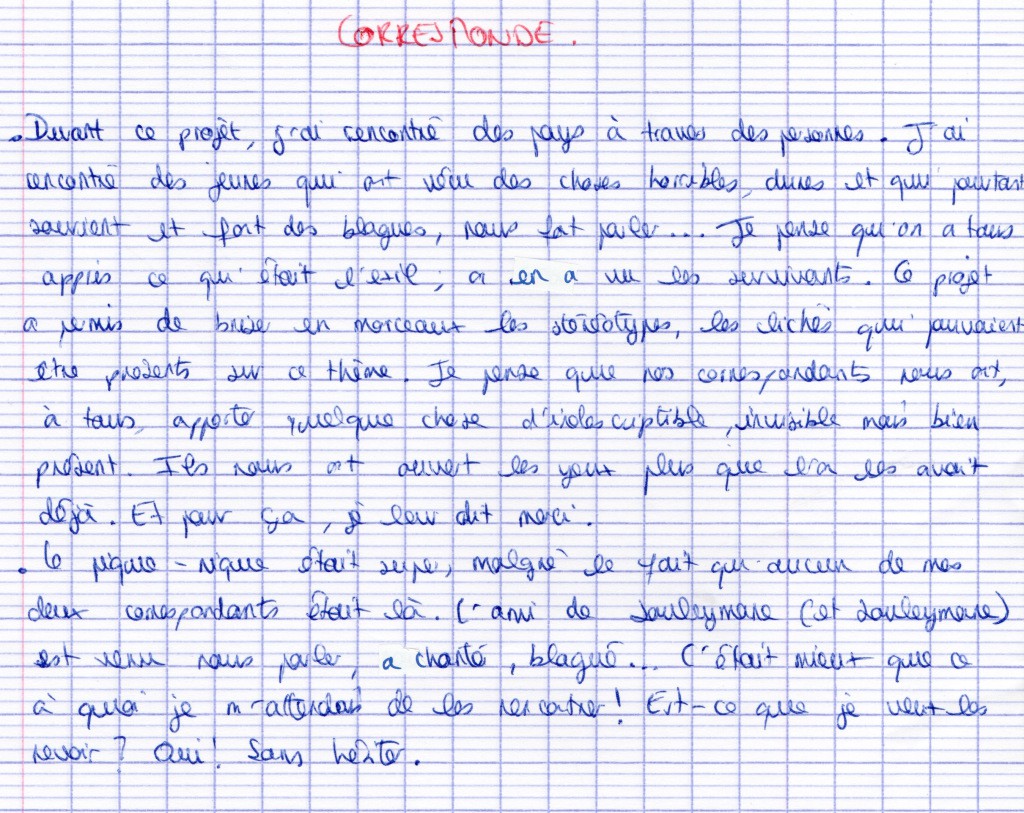 CORRESPONDE.
. Durant ce projet, j'ai rencontré des pays à travers des personnes. J'ai
rencontré des jeunes qui ont vécu des choses horribles, dures et qui pourtant
sourient et font des blagues, nous fait parler... Je pense qu'on a tous
appris ce qu'était l'exil ; on en a vu les survivants. Ce projet
a permis de briser en morceaux les stéréotypes, les clichés qui pouvaient
être présents sur ce thème. Je pense que nos correspondants nous ont,
à tous, apporté quelque chose d'indescriptible, invisible mais bien
présent. Ils nous ont ouvert les yeux plus que l'on les avait
déjà. Et pour ça, je leur dit merci.
. Ce pique-nique était super, malgré le fait qu'aucun de mes
deux correspondants était là. L'ami de Souleymane (et Souleymane)
est venu nous parler, a chanté, blagué... C'était mieux que ce
à quoi je m'attendais de les rencontrer ! Est-ce que je veux les
revoir ? Oui ! Sans hésiter.